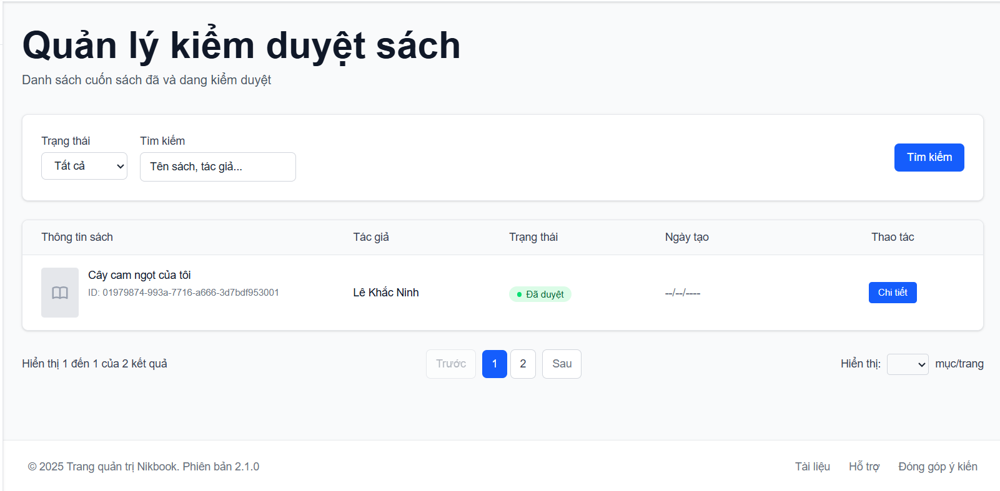 Quản lý kiểm duyệt sách
Danh sách cuốn sách đã và dang kiểm duyệt
Trạng thái
Tìm kiếm
Tất cả
Tên sách, tác giả...
Tìm kiếm
Thông tin sách
Tác giả
Trạng thái
Ngày tạo
Thao tác
Cây cam ngọt của tôi
ID: 01979874-993a-7716-a666-3d7bdf953001
Lê Khắc Ninh
Đã duyệt
--/--/----
Chi tiết
Hiển thị 1 đến 1 của 2 kết quả
Trước
1
2
Sau
Hiển thị:
mục/trang
© 2025 Trang quản trị Nikbook. Phiên bản 2.1.0
Tài liệu
Hỗ trợ
Đóng góp ý kiến